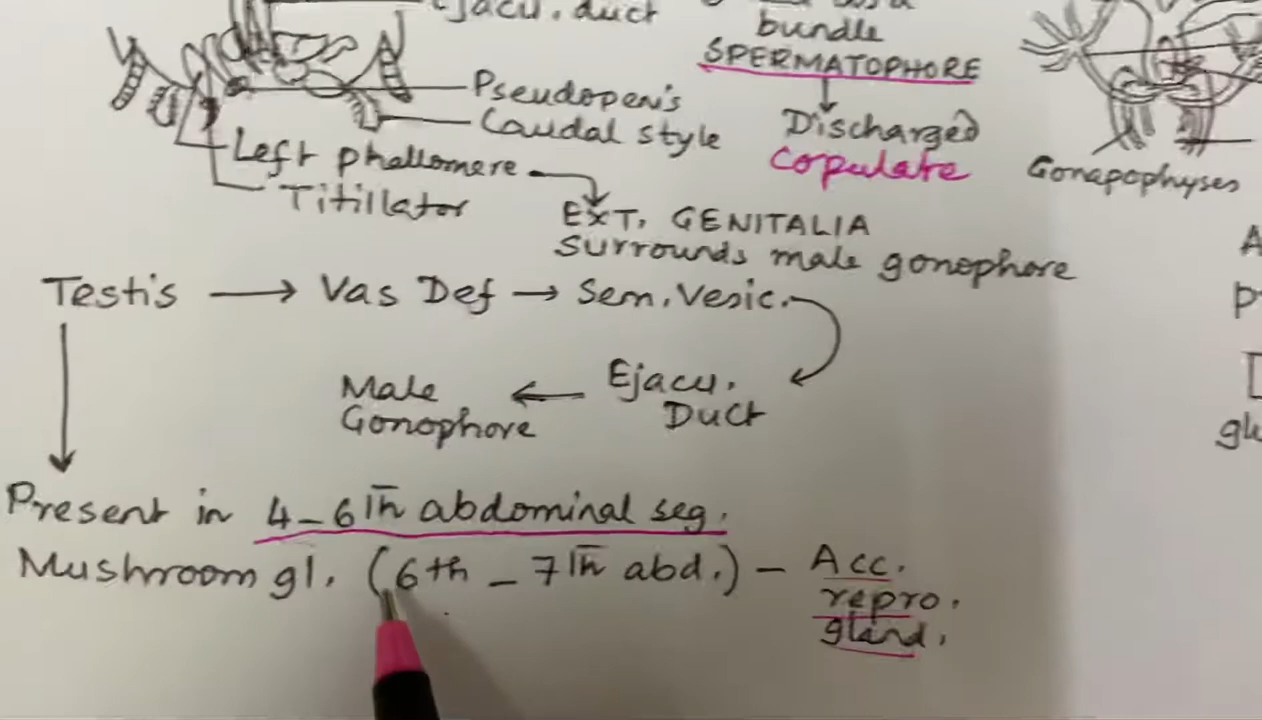 Ejacu. duct
bundle
SPERMATOPHORE
Pseudopenis
Caudal style
Discharged
Copulate
Left phallomere
Titillator
Gonapophyses
EXT. GENITALIA
surrounds male gonophore
Testis → Vas Def → Sem. Vesic.
Ejacu.
Duct
← Male
Gonophore
Present in 4-6th abdominal seg.
Mushroom gl. (6th - 7th abd.) - Acc.
repro.
gland.